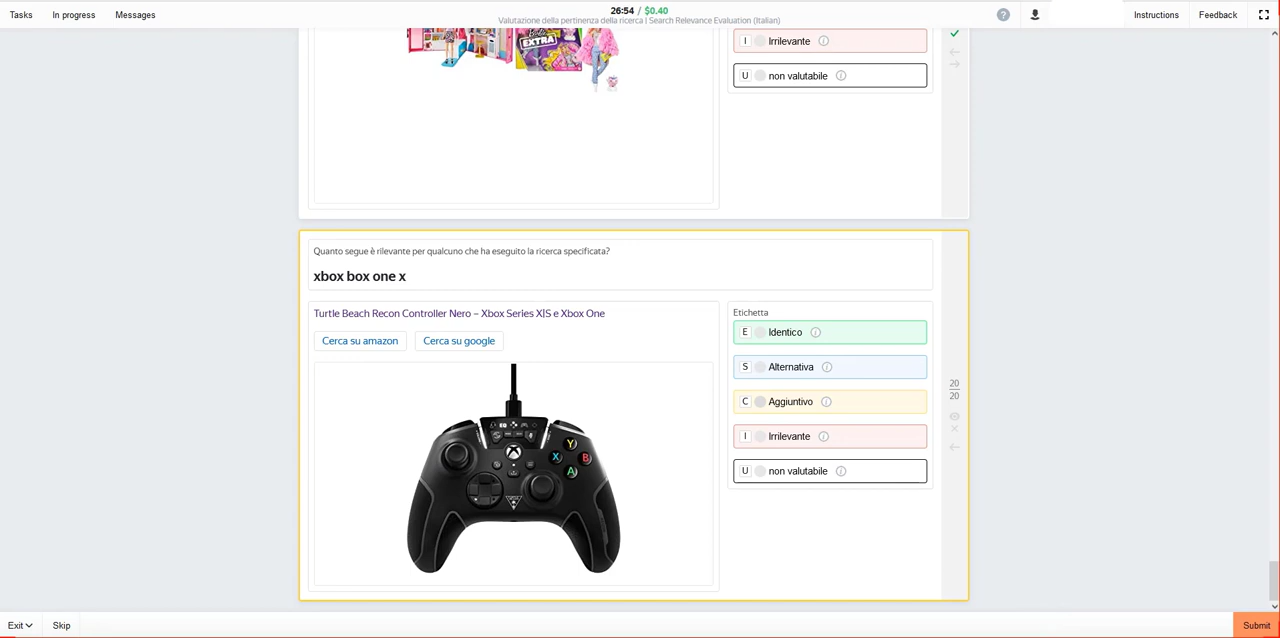 Tasks
In progress
Messages
26:54 / $0.40
Valutazione della pertinenza della ricerca | Search Relevance Evaluation (Italian)
?
Instructions
Feedback
EXTRA
I Irrilevante i
U non valutabile i
Quanto segue è rilevante per qualcuno che ha eseguito la ricerca specificata?
xbox box one x
Turtle Beach Recon Controller Nero – Xbox Series X|S e Xbox One
Cerca su amazon
Cerca su google
Y
X
B
A
Etichetta
E Identico i
S Alternativa i
C Aggiuntivo i
I Irrilevante i
U non valutabile i
20
20
Exit
Skip
Submit